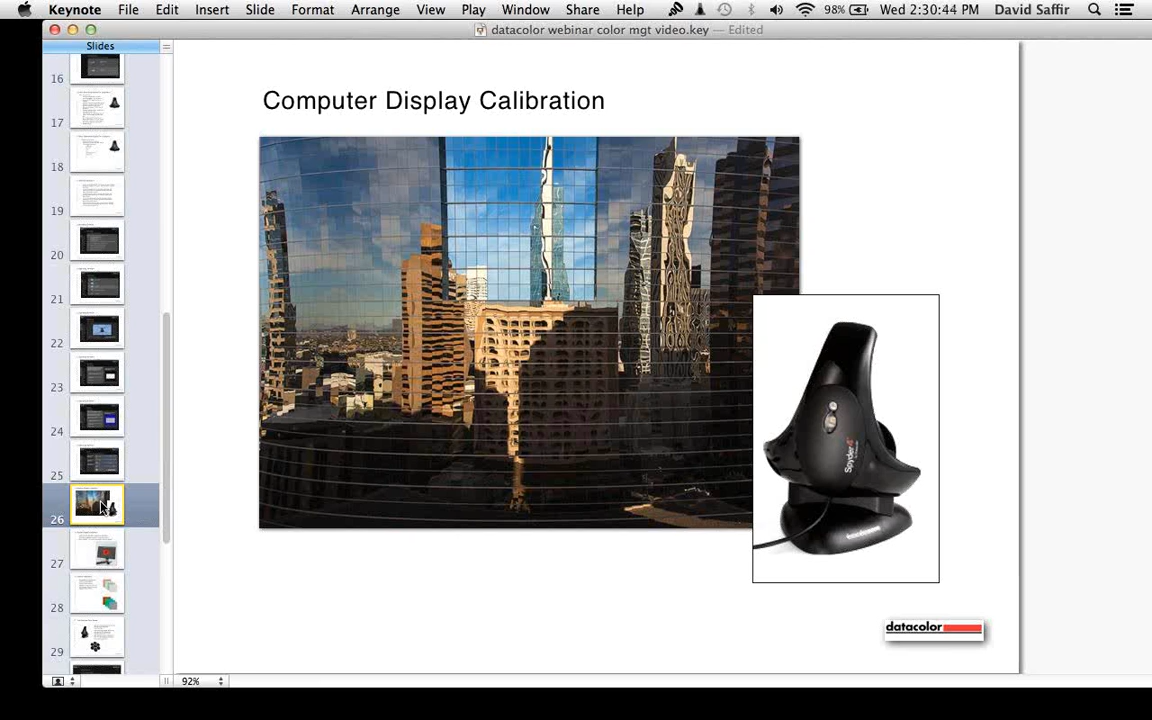 Keynote File Edit Insert Slide Format Arrange View Play Window Share Help 98% Wed 2:30:44 PM David Saffir
datacolor webinar color mgt video.key — Edited
Slides
16
17
18
19
20
21
22
23
24
25
26
27
28
29
Computer Display Calibration
Spyder4
datacolor
92%